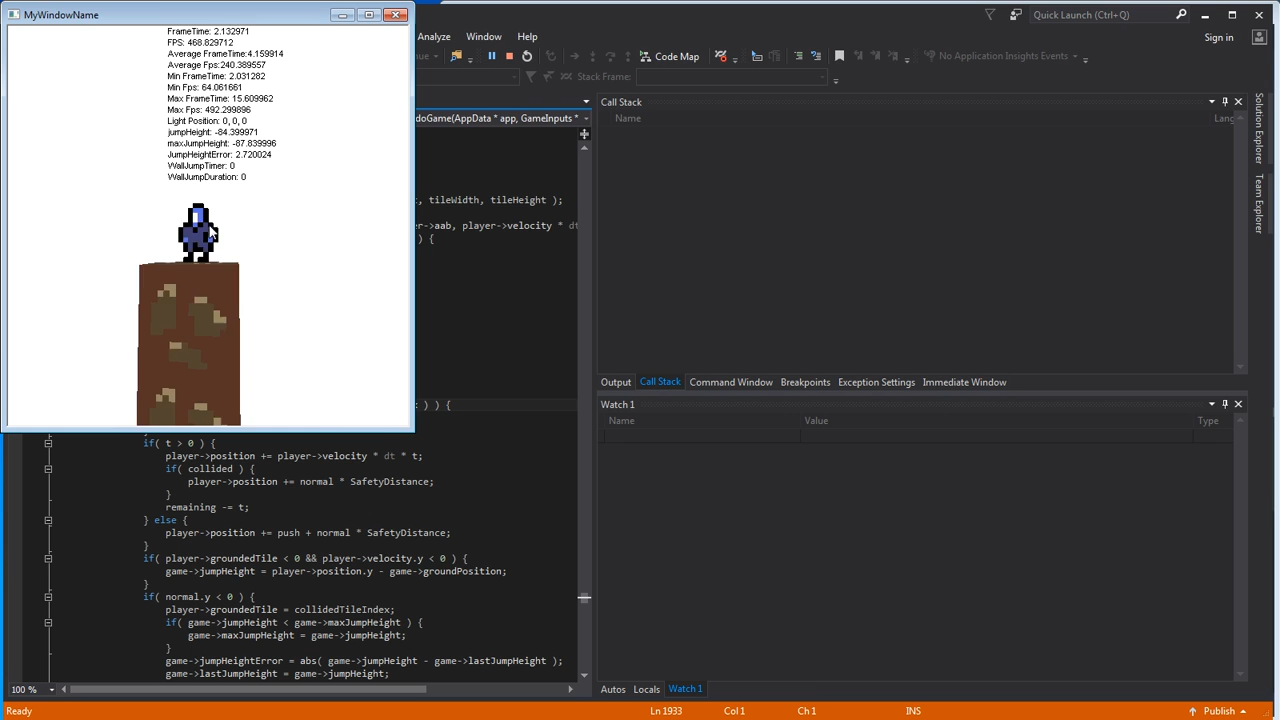 MyWindowName
FrameTime: 2.132971
FPS: 468.829712
Average FrameTime:4.159914
Average Fps:240.389557
Min FrameTime: 2.031282
Min Fps: 64.061661
Max FrameTime: 15.609962
Max Fps: 492.299896
Light Position: 0, 0, 0
jumpHeight: -84.399971
maxJumpHeight: -87.839996
JumpHeightError: 2.720024
WallJumpTimer: 0
WallJumpDuration: 0
Quick Launch (Ctrl+Q)
Analyze Window Help
Sign in
Code Map
No Application Insights Events
Stack Frame:
doGame(AppData * app, GameInputs *
, tileWidth, tileHeight );
->aab, player->velocity * dt
) {
: ) ) {
if( t > 0 ) {
player->position += player->velocity * dt * t;
if( collided ) {
player->position += normal * SafetyDistance;
}
remaining -= t;
} else {
player->position += push + normal * SafetyDistance;
}
if( player->groundedTile < 0 && player->velocity.y < 0 ) {
game->jumpHeight = player->position.y - game->groundPosition;
}
if( normal.y < 0 ) {
player->groundedTile = collidedTileIndex;
if( game->jumpHeight < game->maxJumpHeight ) {
game->maxJumpHeight = game->jumpHeight;
}
game->jumpHeightError = abs( game->jumpHeight - game->lastJumpHeight );
game->lastJumpHeight = game->jumpHeight;
100 %
Call Stack
Name Lang
Output Call Stack Command Window Breakpoints Exception Settings Immediate Window
Watch 1
Name Value Type
Autos Locals Watch 1
Solution Explorer
Team Explorer
Ready Ln 1933 Col 1 Ch 1 INS Publish